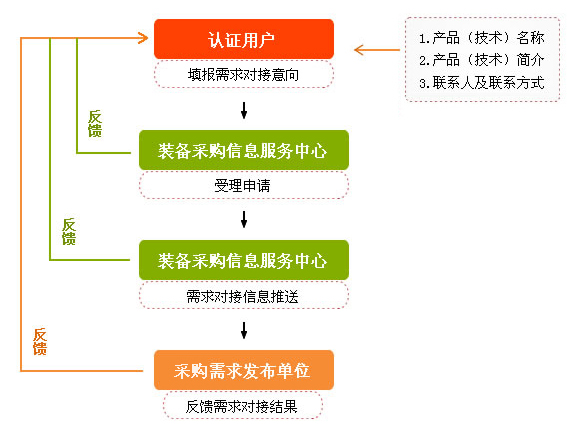 认证用户
填报需求对接意向
1.产品（技术）名称
2.产品（技术）简介
3.联系人及联系方式
反馈
装备采购信息服务中心
受理申请
反馈
装备采购信息服务中心
需求对接信息推送
反馈
采购需求发布单位
反馈需求对接结果